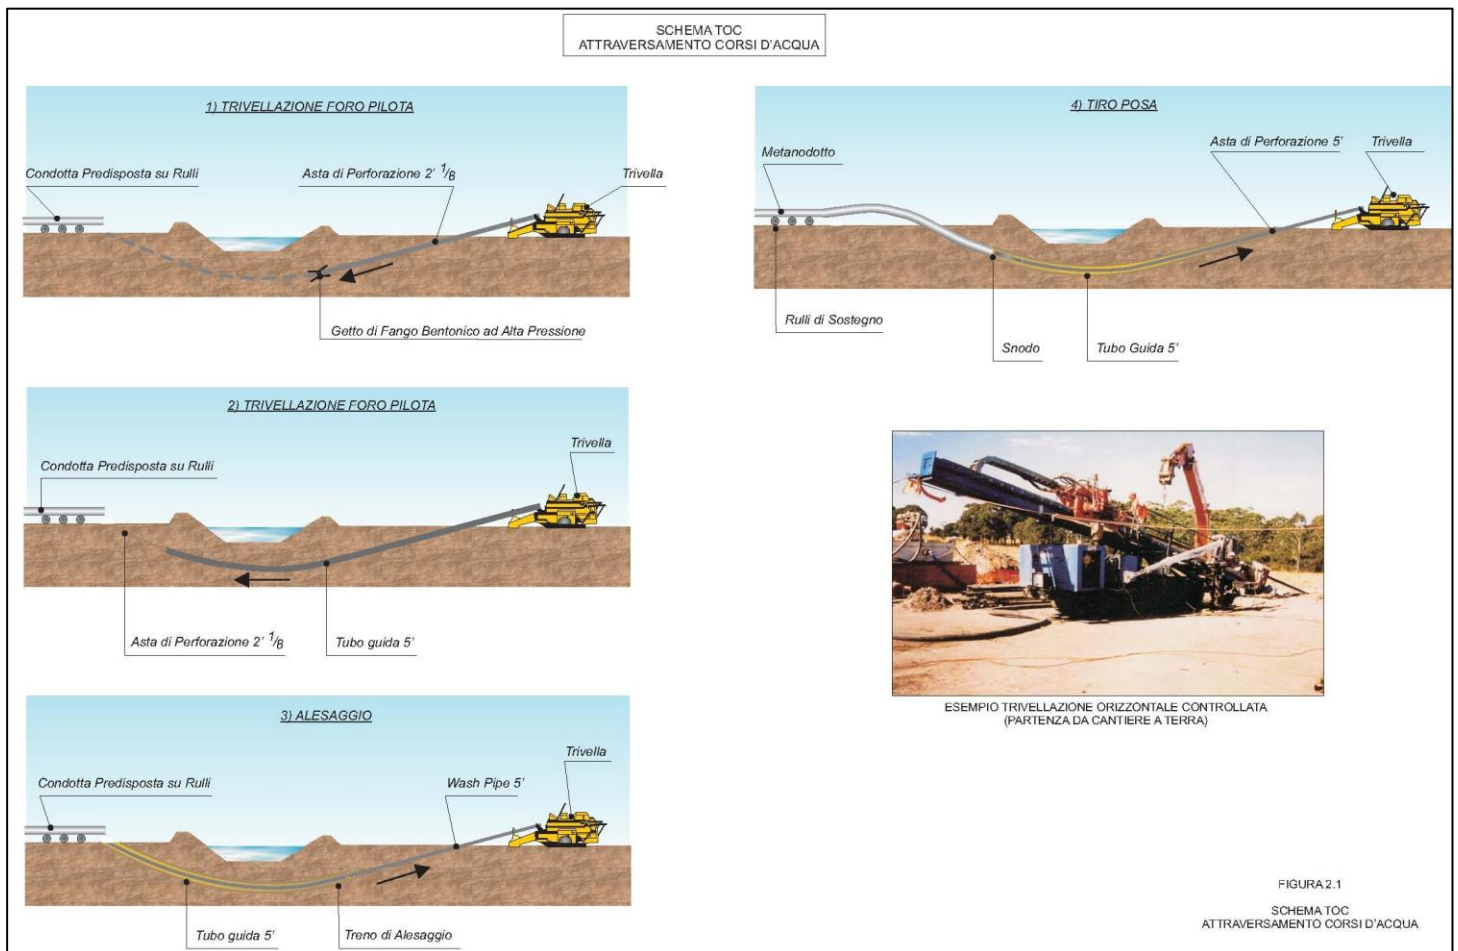 SCHEMA TOC
ATTRAVERSAMENTO CORSI D'ACQUA
1) TRIVELLAZIONE FORO PILOTA
Condotta Predisposta su Rulli
Asta di Perforazione 2' 1/8
Trivella
Getto di Fango Bentonico ad Alta Pressione
2) TRIVELLAZIONE FORO PILOTA
Trivella
Condotta Predisposta su Rulli
Asta di Perforazione 2' 1/8
Tubo guida 5'
3) ALESAGGIO
Trivella
Condotta Predisposta su Rulli
Wash Pipe 5'
Tubo guida 5'
Treno di Alesaggio
4) TIRO POSA
Asta di Perforazione 5'
Trivella
Metanodotto
Rulli di Sostegno
Snodo
Tubo Guida 5'
ESEMPIO TRIVELLAZIONE ORIZZONTALE CONTROLLATA
(PARTENZA DA CANTIERE A TERRA)
FIGURA 2.1
SCHEMA TOC
ATTRAVERSAMENTO CORSI D'ACQUA